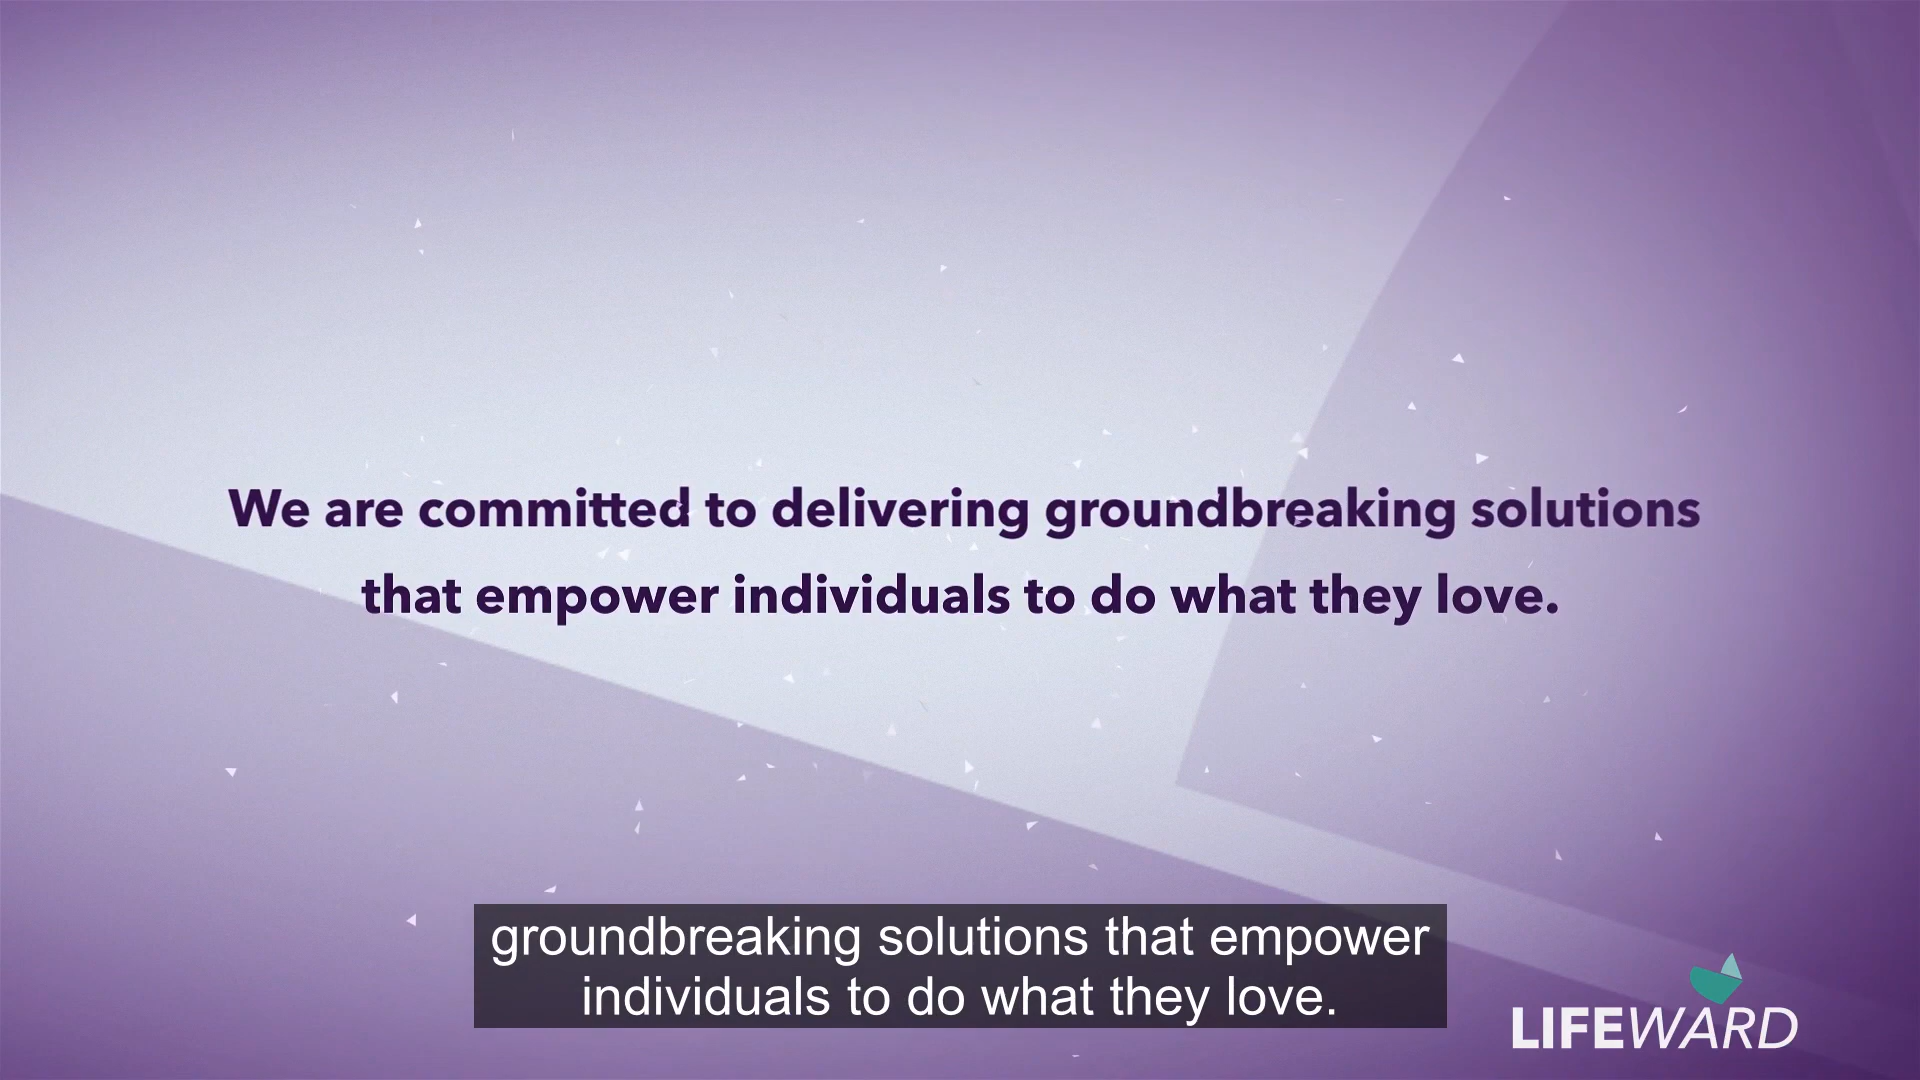 We are committed to delivering groundbreaking solutions
that empower individuals to do what they love.
groundbreaking solutions that empower
individuals to do what they love.
LIFEWARD